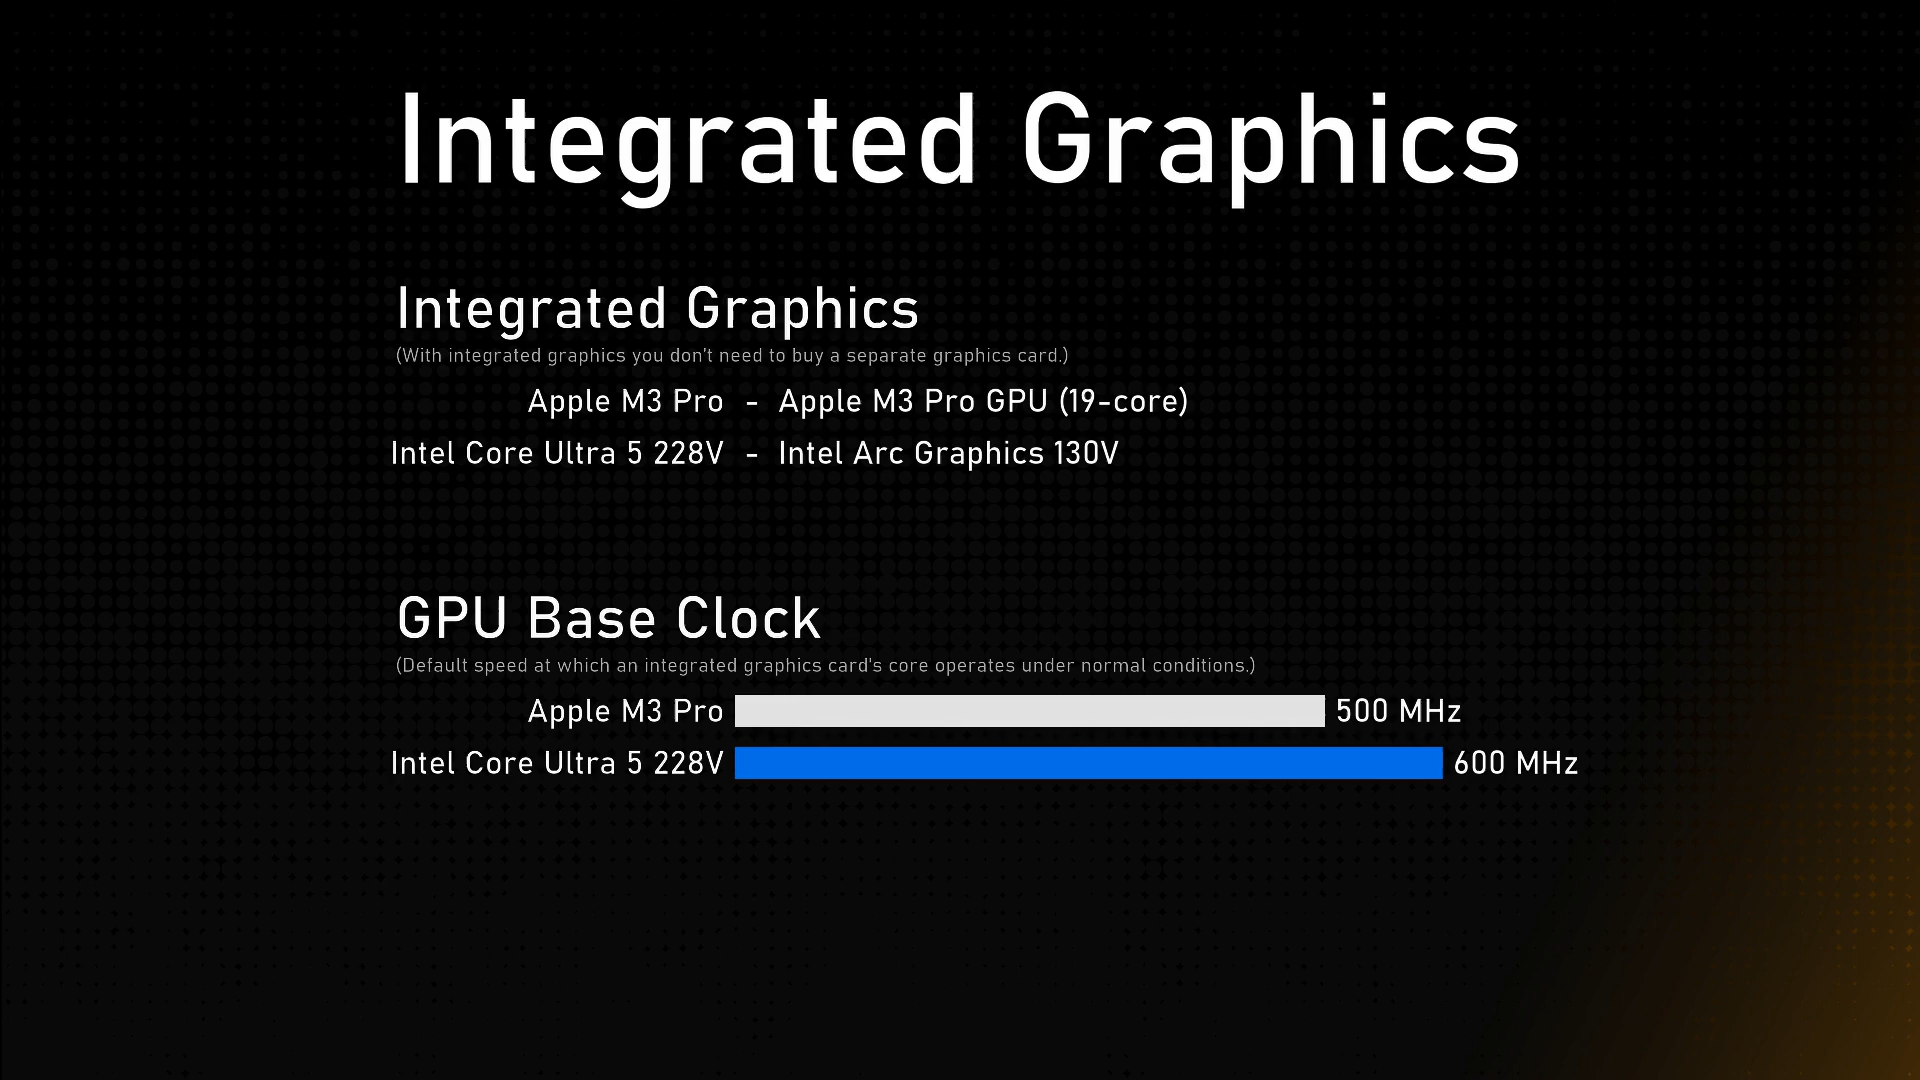 Integrated Graphics
Integrated Graphics
(With integrated graphics you don't need to buy a separate graphics card.)
Apple M3 Pro - Apple M3 Pro GPU (19-core)
Intel Core Ultra 5 228V - Intel Arc Graphics 130V
GPU Base Clock
(Default speed at which an integrated graphics card's core operates under normal conditions.)
Apple M3 Pro 500 MHz
Intel Core Ultra 5 228V 600 MHz